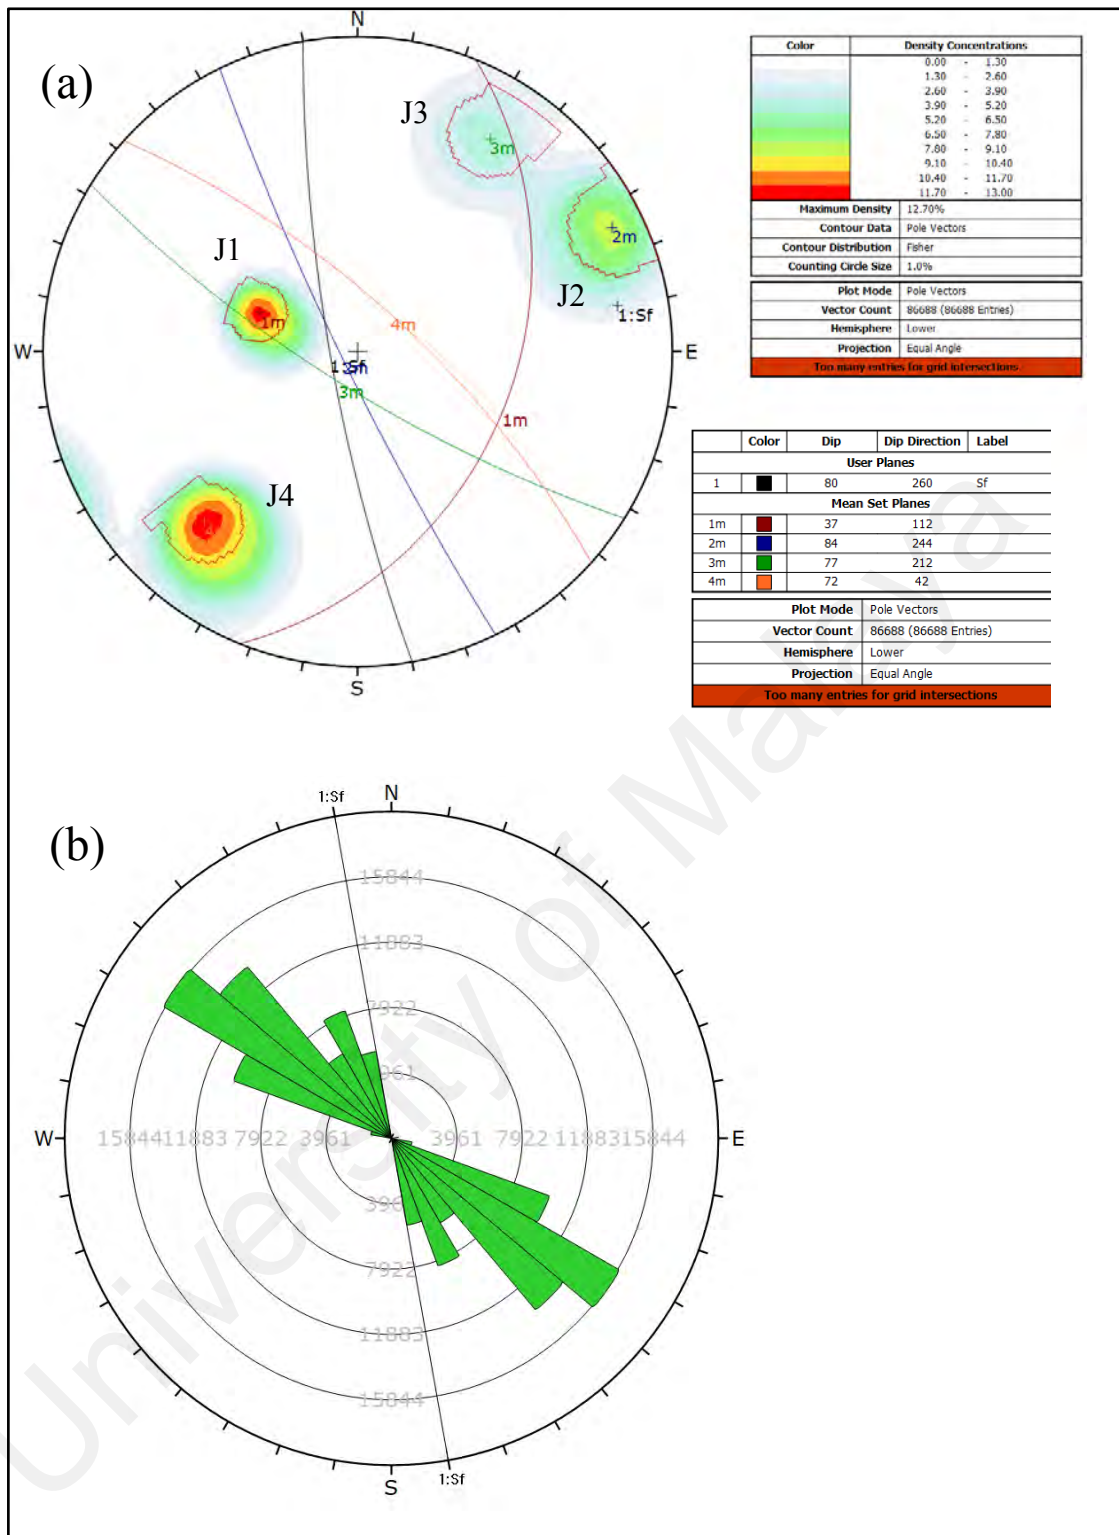 (a)
N
J3
3m
2m
J2
1:Sf
J1
1m
4m
W
E
1:Sf
3m
1m
J4
4
S
Color Density Concentrations
0.00 - 1.30
1.30 - 2.60
2.60 - 3.90
3.90 - 5.20
5.20 - 6.50
6.50 - 7.80
7.80 - 9.10
9.10 - 10.40
10.40 - 11.70
11.70 - 13.00
Maximum Density 12.70%
Contour Data Pole Vectors
Contour Distribution Fisher
Counting Circle Size 1.0%
Plot Mode Pole Vectors
Vector Count 86688 (86688 Entries)
Hemisphere Lower
Projection Equal Angle
Too many entries for grid intersections
Color Dip Dip Direction Label
User Planes
1 80 260 Sf
Mean Set Planes
1m 37 112
2m 84 244
3m 77 212
4m 72 42
Plot Mode Pole Vectors
Vector Count 86688 (86688 Entries)
Hemisphere Lower
Projection Equal Angle
Too many entries for grid intersections
(b)
1:Sf
N
15844
11883
7922
3961
W
15844 11883 7922 3961 3961 7922 11883 15844
E
3961
7922
11883
15844
S
1:Sf
University of Malaya